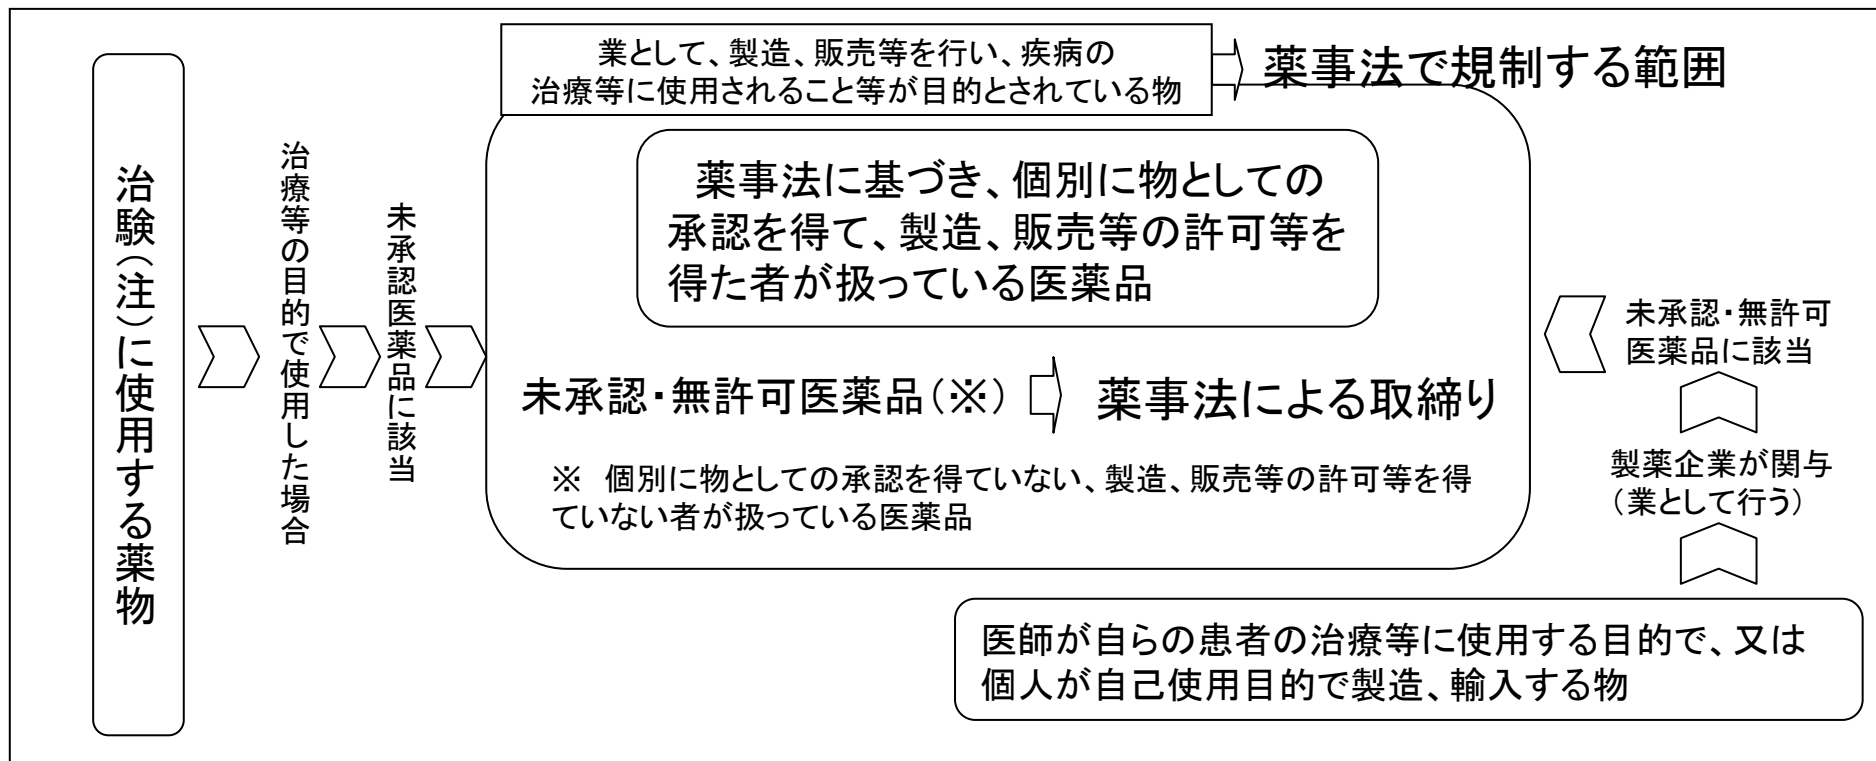 業として、製造、販売等を行い、疾病の
治療等に使用されること等が目的とされている物
薬事法で規制する範囲
治験(注)に使用する薬物
治療等の目的で使用した場合
未承認医薬品に該当
薬事法に基づき、個別に物としての
承認を得て、製造、販売等の許可等を
得た者が扱っている医薬品
未承認・無許可医薬品(※)
薬事法による取締り
※ 個別に物としての承認を得ていない、製造、販売等の許可等を得
ていない者が扱っている医薬品
未承認・無許可
医薬品に該当
製薬企業が関与
(業として行う)
医師が自らの患者の治療等に使用する目的で、又は
個人が自己使用目的で製造、輸入する物